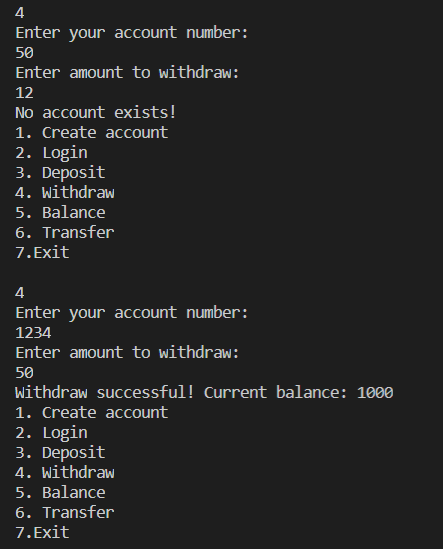 4
Enter your account number:
50
Enter amount to withdraw:
12
No account exists!
1. Create account
2. Login
3. Deposit
4. Withdraw
5. Balance
6. Transfer
7.Exit
4
Enter your account number:
1234
Enter amount to withdraw:
50
Withdraw successful! Current balance: 1000
1. Create account
2. Login
3. Deposit
4. Withdraw
5. Balance
6. Transfer
7.Exit